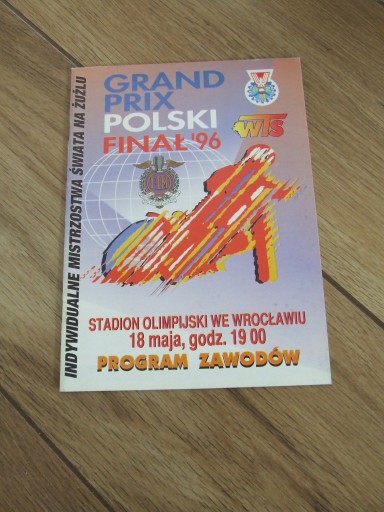 INDYWIDUALNE MISTRZOSTWA ŚWIATA NA ŻUŻLU
GRAND
PRIX
POLSKI
FINAŁ '96
WTS
STADION OLIMPIJSKI WE WROCŁAWIU
18 maja, godz. 19 00
PROGRAM ZAWODÓW